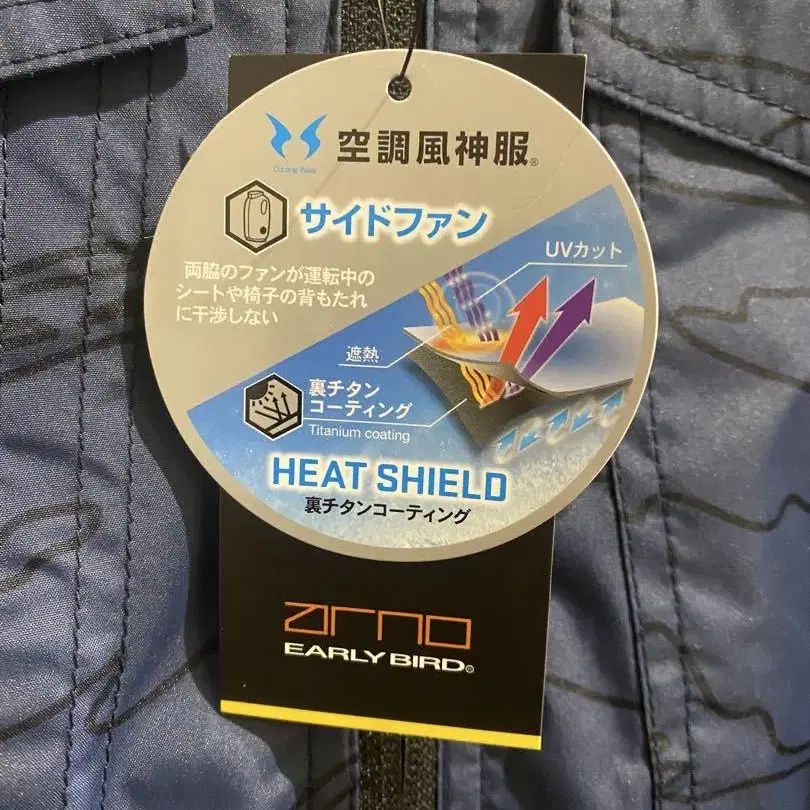 Cooling Wear
空調風神服®
サイドファン
両脇のファンが運転中の
シートや椅子の背もたれ
に干渉しない
UVカット
遮熱
裏チタン
コーティング
Titanium coating
HEAT SHIELD
裏チタンコーティング
arno
EARLY BIRD®